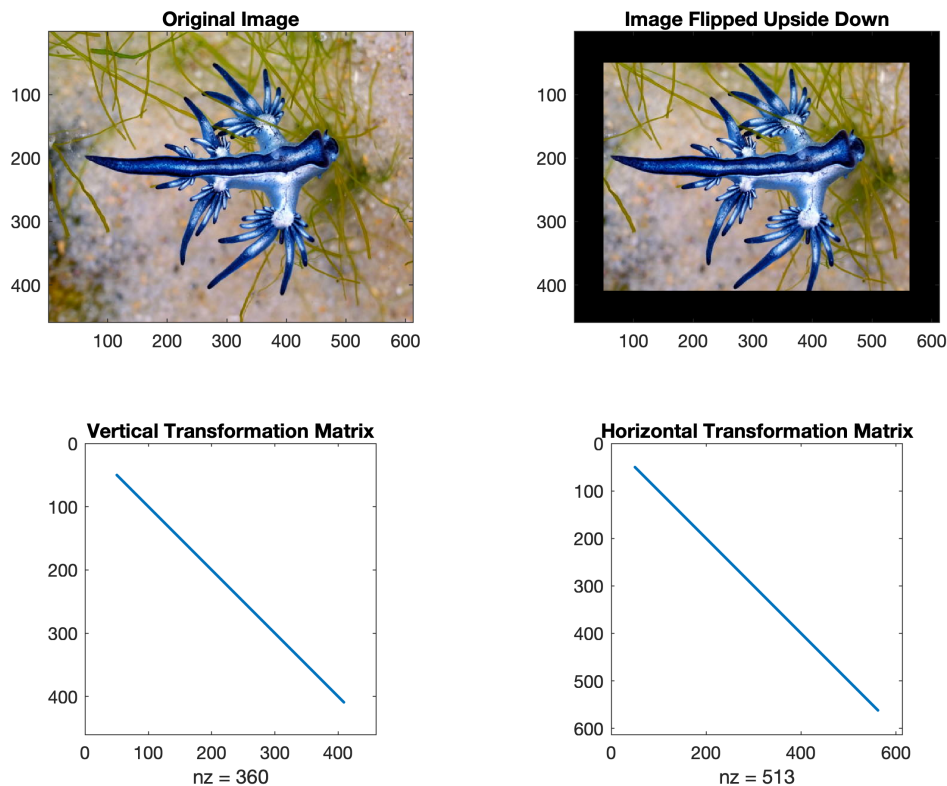 Original Image
100
200
300
400
100 200 300 400 500 600
Image Flipped Upside Down
100
200
300
400
100 200 300 400 500 600
Vertical Transformation Matrix
0
100
200
300
400
0 100 200 300 400
nz = 360
Horizontal Transformation Matrix
0
100
200
300
400
500
600
0 200 400 600
nz = 513